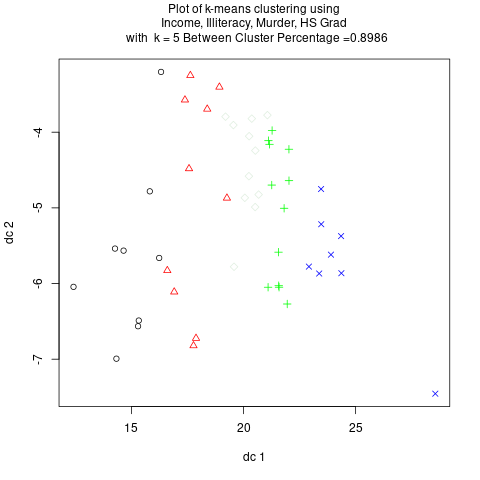 Plot of k-means clustering using
Income, Illiteracy, Murder, HS Grad
with k = 5 Between Cluster Percentage =0.8986
-4
-5
-6
-7
dc 2
15
20
25
dc 1